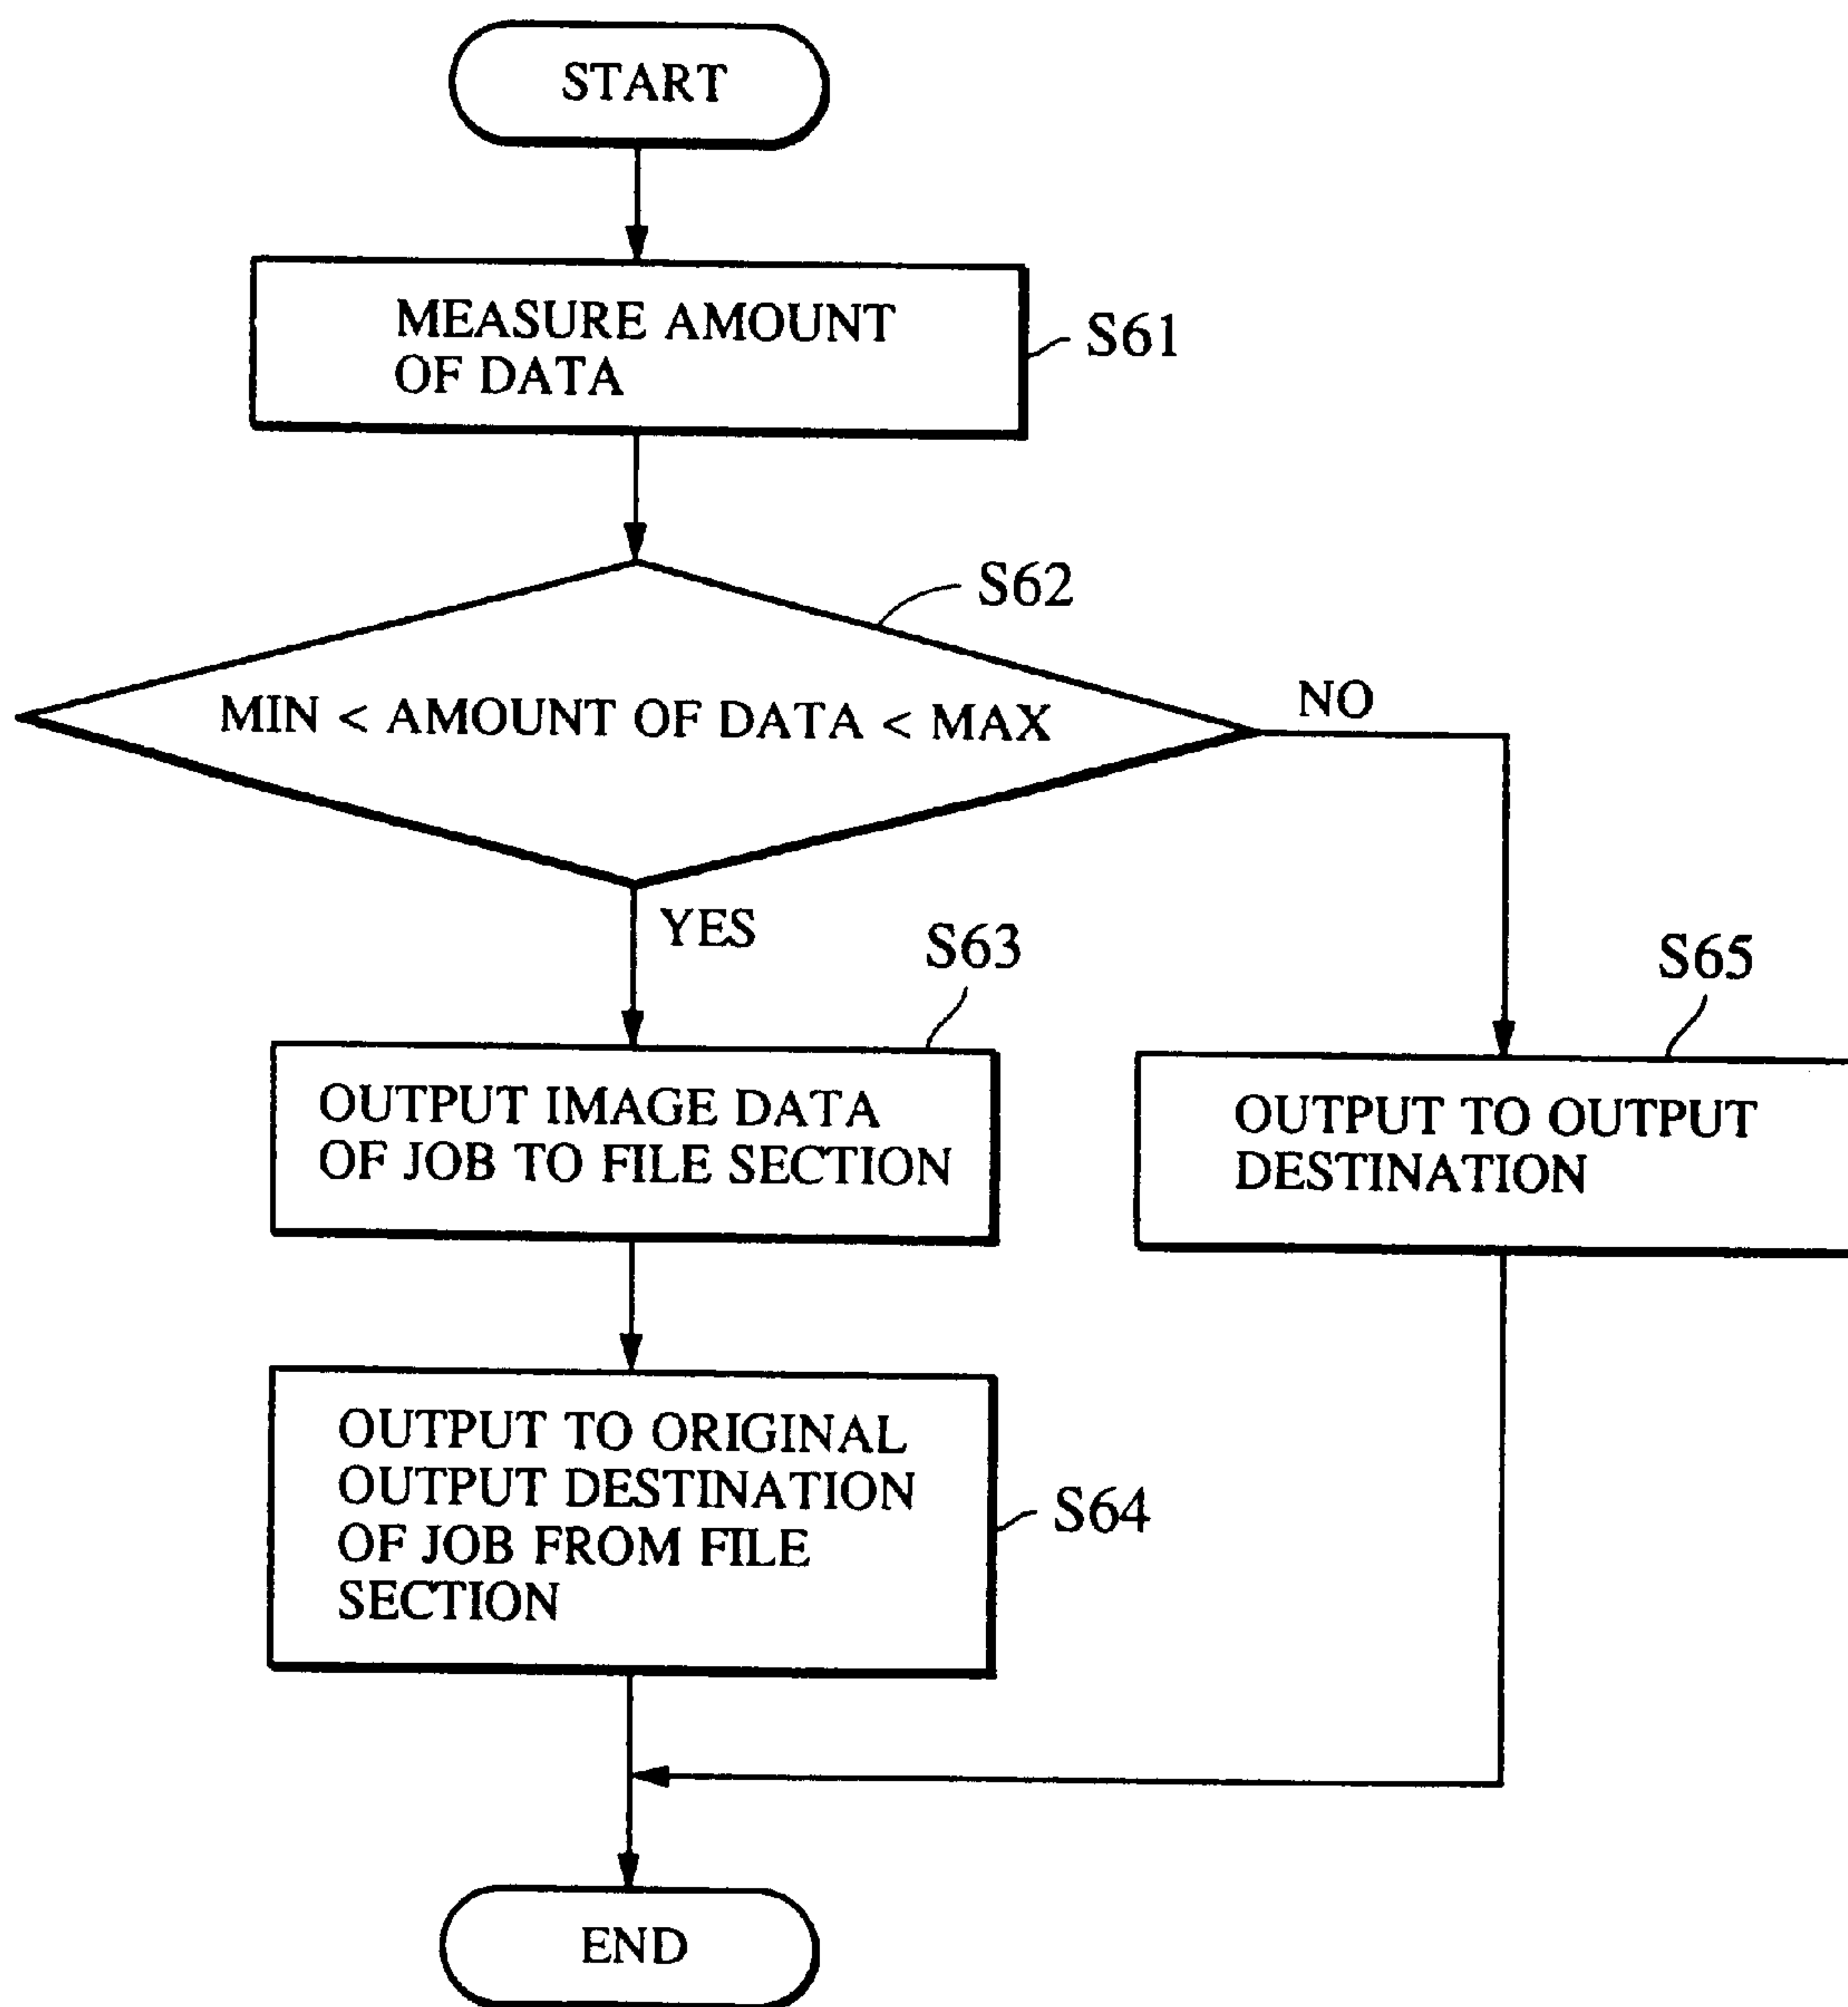 START
MEASURE AMOUNT
OF DATA
S61
S62
MIN < AMOUNT OF DATA < MAX
NO
YES
S63
S65
OUTPUT IMAGE DATA
OF JOB TO FILE SECTION
OUTPUT TO OUTPUT
DESTINATION
OUTPUT TO ORIGINAL
OUTPUT DESTINATION
OF JOB FROM FILE
SECTION
S64
END